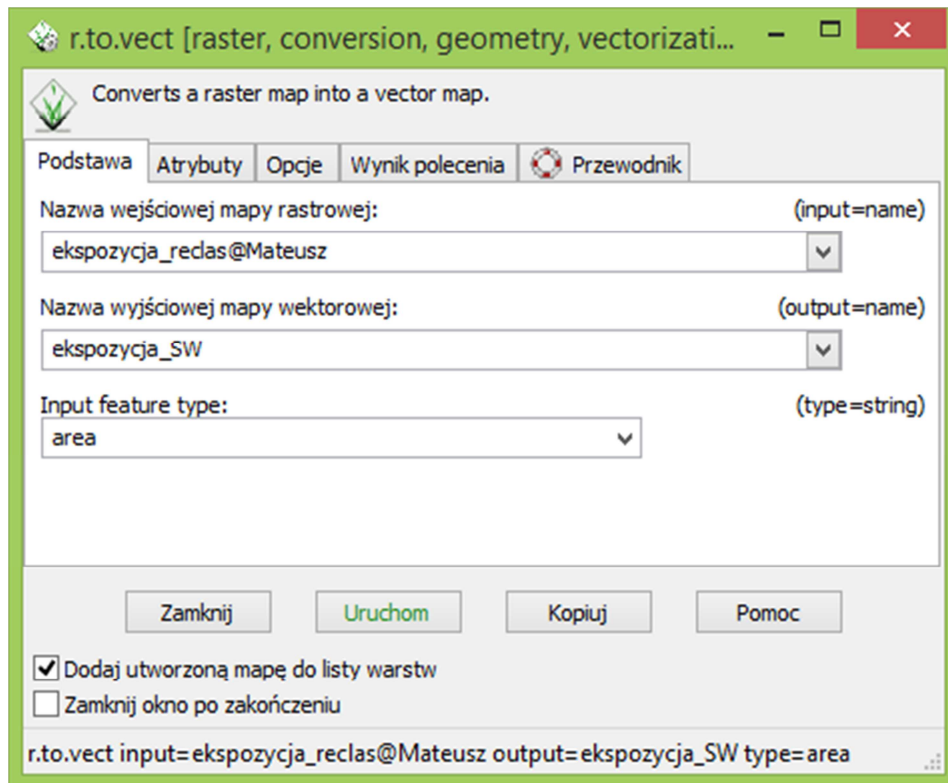 r.to.vect [raster, conversion, geometry, vectorizati...
Converts a raster map into a vector map.
Podstawa Atrybuty Opcje Wynik polecenia Przewodnik
Nazwa wejściowej mapy rastrowej: (input=name)
ekspozycja_reclas@Mateusz
Nazwa wyjściowej mapy wektorowej: (output=name)
ekspozycja_SW
Input feature type: (type=string)
area
Zamknij Uruchom Kopiuj Pomoc
Dodaj utworzoną mapę do listy warstw
Zamknij okno po zakończeniu
r.to.vect input=ekspozycja_reclas@Mateusz output=ekspozycja_SW type=area